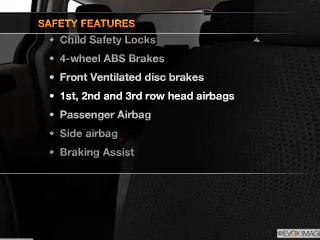 SAFETY FEATURES
• Child Safety Locks
• 4-wheel ABS Brakes
• Front Ventilated disc brakes
• 1st, 2nd and 3rd row head airbags
• Passenger Airbag
• Side airbag
• Braking Assist
©EVOX IMAGE